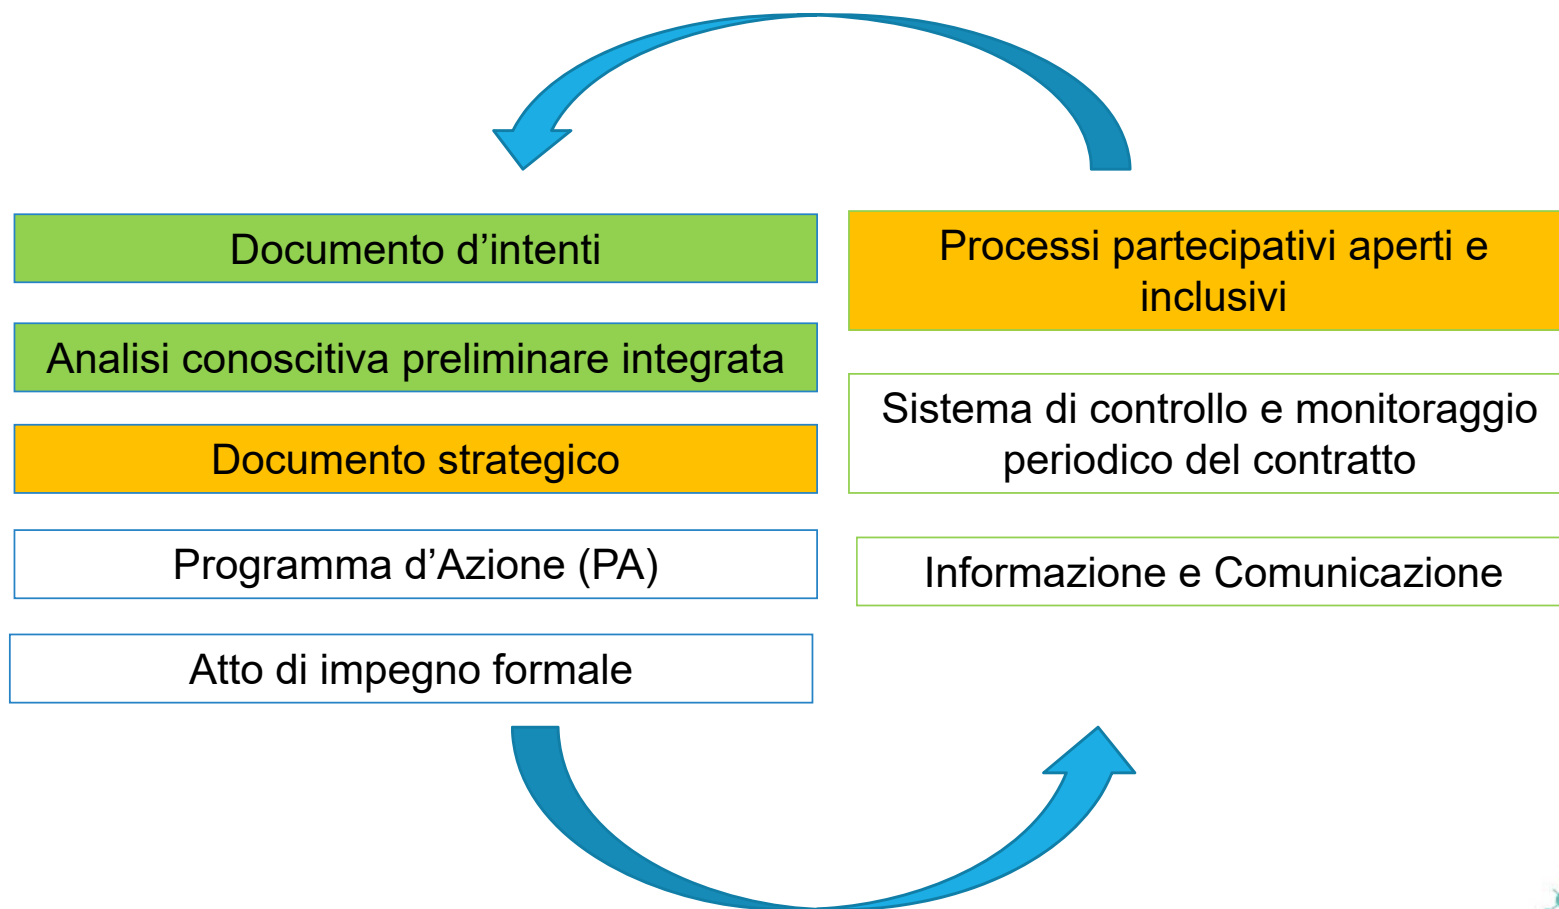 Documento d’intenti
Analisi conoscitiva preliminare integrata
Documento strategico
Programma d’Azione (PA)
Atto di impegno formale
Processi partecipativi aperti e
inclusivi
Sistema di controllo e monitoraggio
periodico del contratto
Informazione e Comunicazione